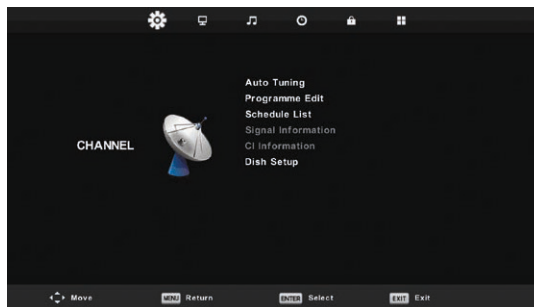 Auto Tuning
Programme Edit
Schedule List
Signal Information
CI Information
Dish Setup
CHANNEL
Move
MENU Return
ENTER Select
EXIT Exit